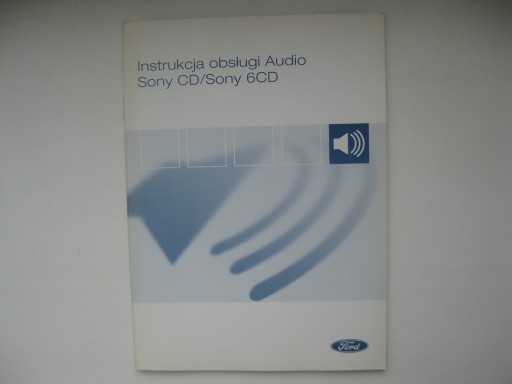 Instrukcja obsługi Audio
Sony CD/Sony 6CD
Ford